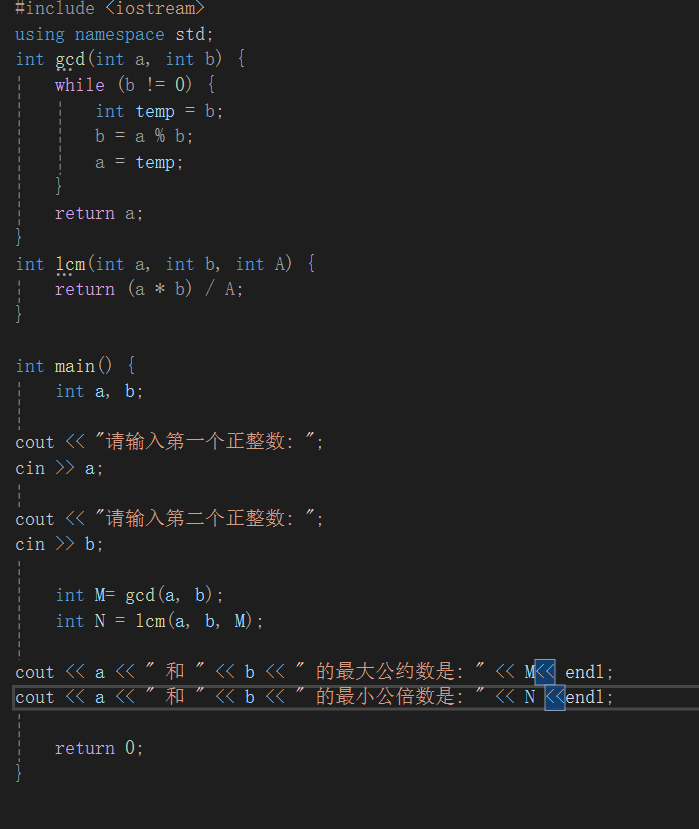 #include <iostream>
using namespace std;
int gcd(int a, int b) {
while (b != 0) {
int temp = b;
b = a % b;
a = temp;
}
return a;
}
int lcm(int a, int b, int A) {
return (a * b) / A;
}
int main() {
int a, b;
cout << "请输入第一个正整数: ";
cin >> a;
cout << "请输入第二个正整数: ";
cin >> b;
int M= gcd(a, b);
int N = lcm(a, b, M);
cout << a << " 和 " << b << " 的最大公约数是: " << M<< endl;
cout << a << " 和 " << b << " 的最小公倍数是: " << N <<endl;
return 0;
}